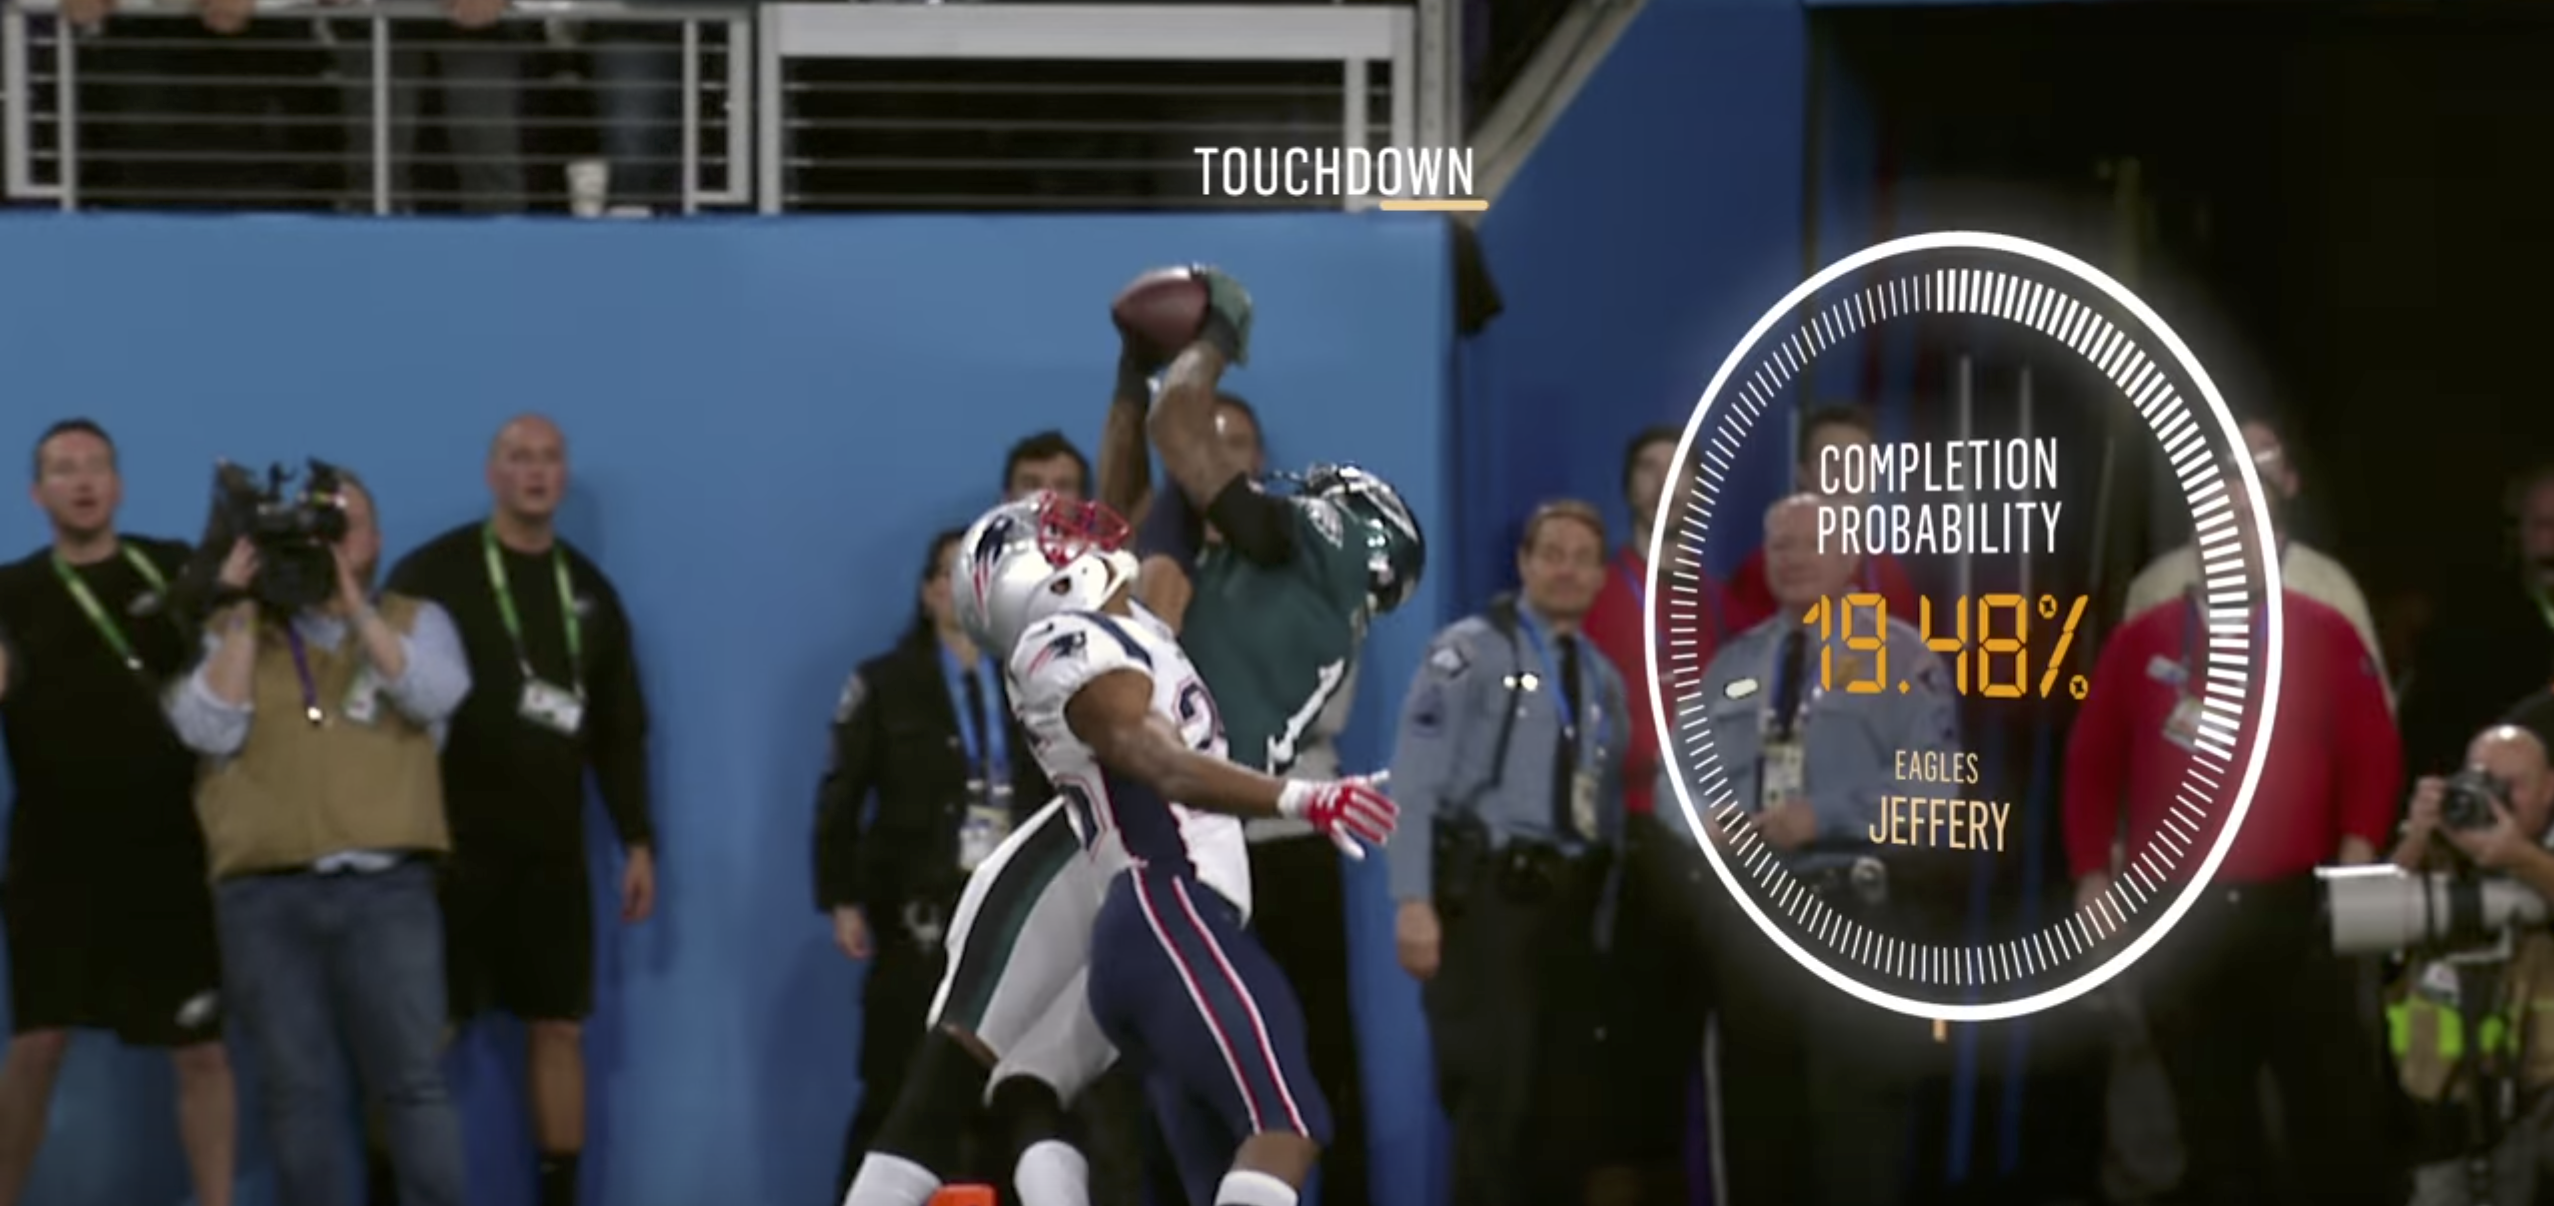 TOUCHDOWN
COMPLETION
PROBABILITY
19.48%
EAGLES
JEFFERY